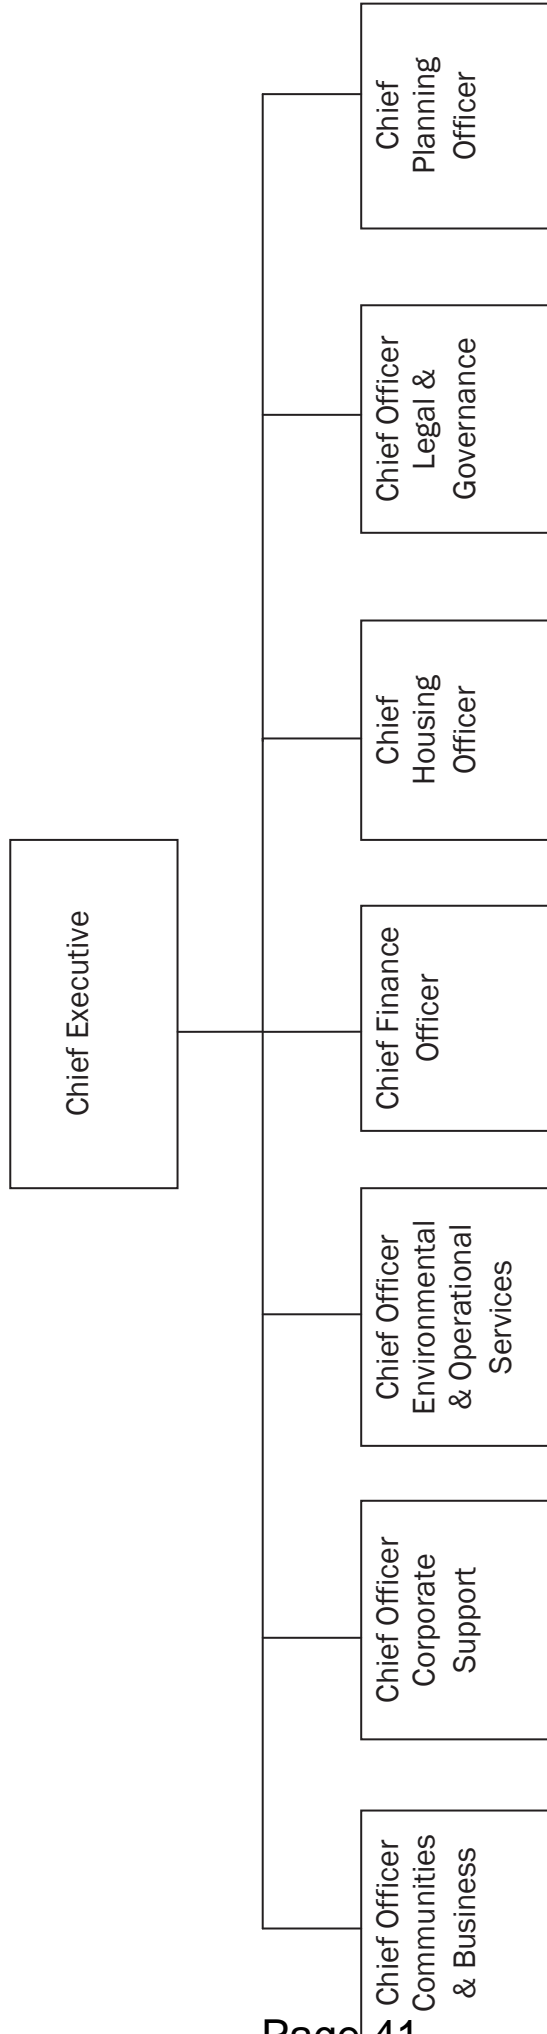 Chief Executive
Chief Officer
Communities
& Business
Chief Officer
Corporate
Support
Chief Officer
Environmental
& Operational
Services
Chief Finance
Officer
Chief
Housing
Officer
Chief Officer
Legal &
Governance
Chief
Planning
Officer
Page 41